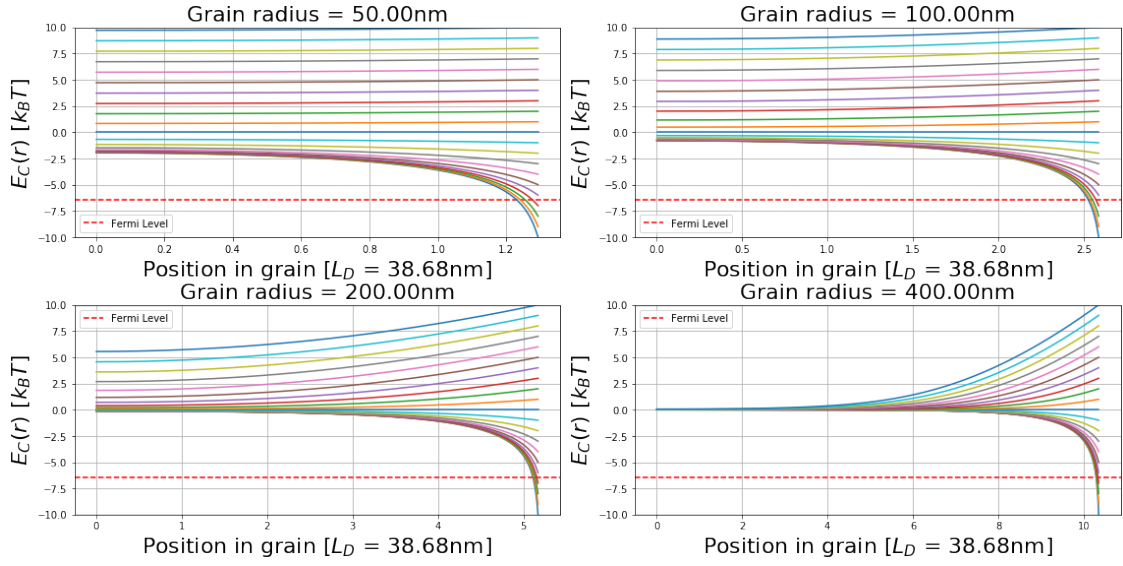 Grain radius = 50.00nm
10.0
7.5
5.0
2.5
0.0
−2.5
−5.0
−7.5
−10.0
E_C(r) [k_BT]
Fermi Level
0.0 0.2 0.4 0.6 0.8 1.0 1.2
Position in grain [L_D = 38.68nm]
Grain radius = 100.00nm
10.0
7.5
5.0
2.5
0.0
−2.5
−5.0
−7.5
−10.0
E_C(r) [k_BT]
Fermi Level
0.0 0.5 1.0 1.5 2.0 2.5
Position in grain [L_D = 38.68nm]
Grain radius = 200.00nm
10.0
7.5
5.0
2.5
0.0
−2.5
−5.0
−7.5
−10.0
E_C(r) [k_BT]
Fermi Level
0 1 2 3 4 5
Position in grain [L_D = 38.68nm]
Grain radius = 400.00nm
10.0
7.5
5.0
2.5
0.0
−2.5
−5.0
−7.5
−10.0
E_C(r) [k_BT]
Fermi Level
0 2 4 6 8 10
Position in grain [L_D = 38.68nm]